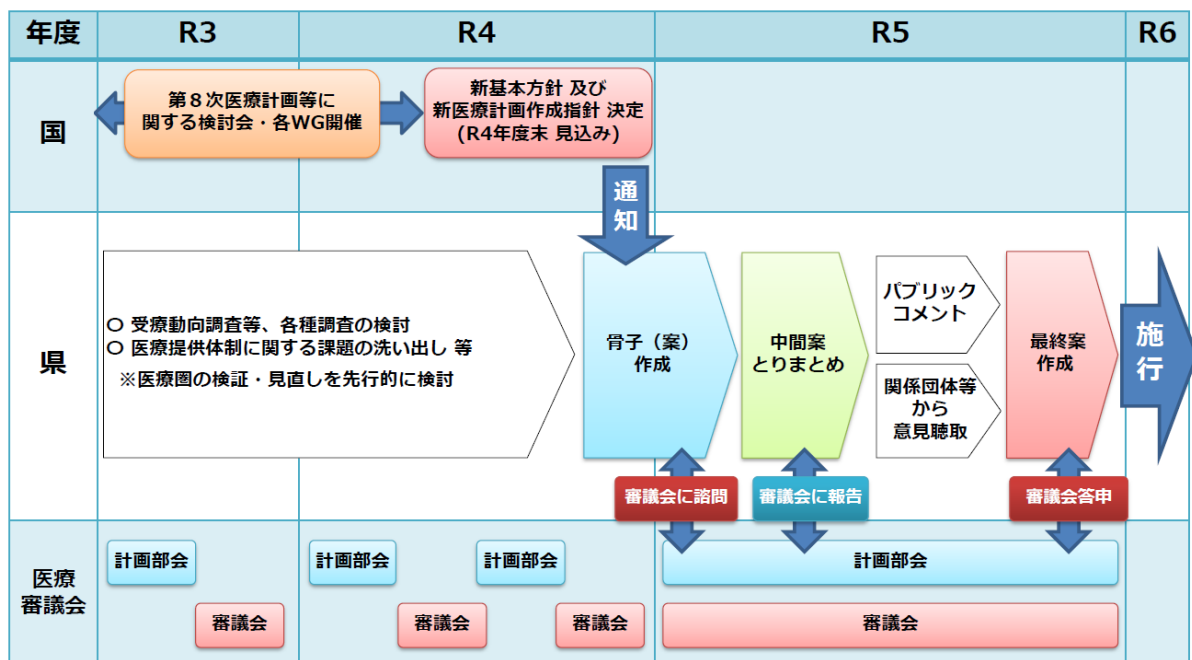 年度
R3
R4
R5
R6
国
第８次医療計画等に
関する検討会・各WG開催
新基本方針 及び
新医療計画作成指針 決定
(R4年度末 見込み)
通知
県
〇 受療動向調査等、各種調査の検討
〇 医療提供体制に関する課題の洗い出し 等
※医療圏の検証・見直しを先行的に検討
骨子（案）
作成
中間案
とりまとめ
パブリック
コメント
関係団体等
から
意見聴取
最終案
作成
施行
審議会に諮問
審議会に報告
審議会答申
医療
審議会
計画部会
計画部会
計画部会
計画部会
審議会
審議会
審議会
審議会